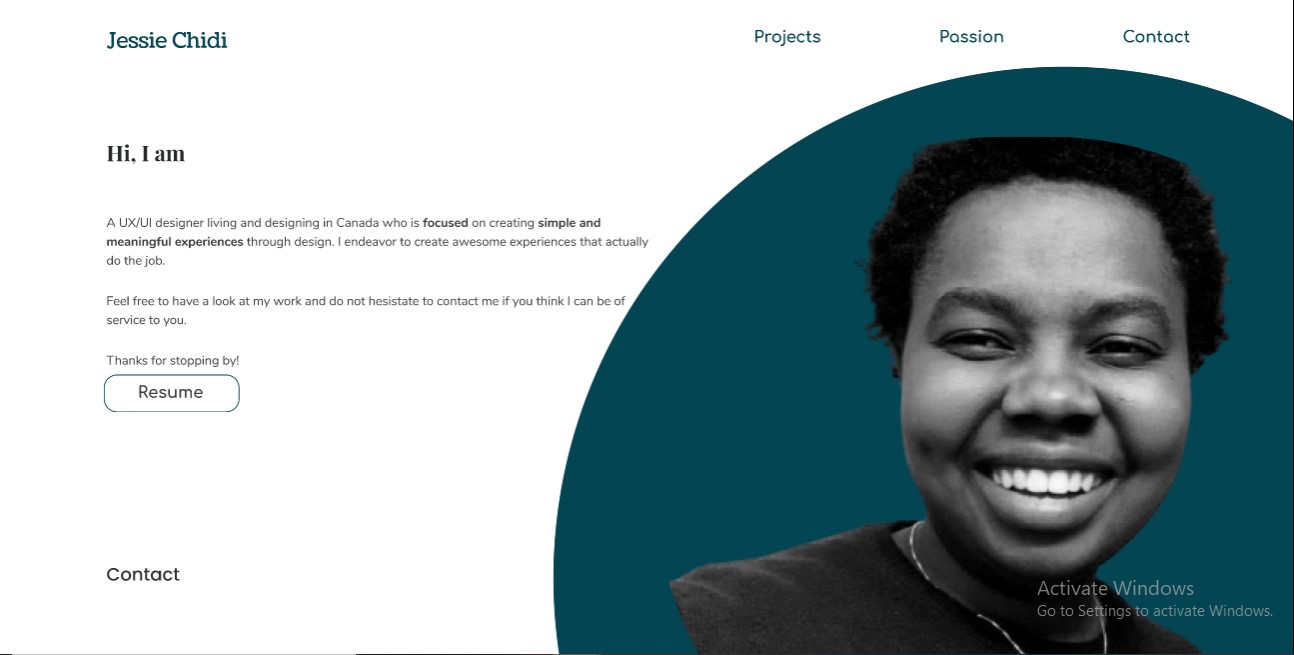 Jessie Chidi
Projects
Passion
Contact
Hi, I am
A UX/UI designer living and designing in Canada who is focused on creating simple and
meaningful experiences through design. I endeavor to create awesome experiences that actually
do the job.
Feel free to have a look at my work and do not hesistate to contact me if you think I can be of
service to you.
Thanks for stopping by!
Resume
Contact
Activate Windows
Go to Settings to activate Windows.